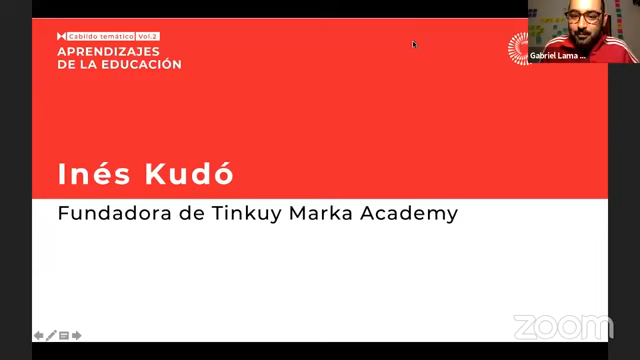 Cabildo temático Vol.2
APRENDIZAJES
DE LA EDUCACIÓN
Gabriel Lama ...
Inés Kudó
Fundadora de Tinkuy Marka Academy
zoom